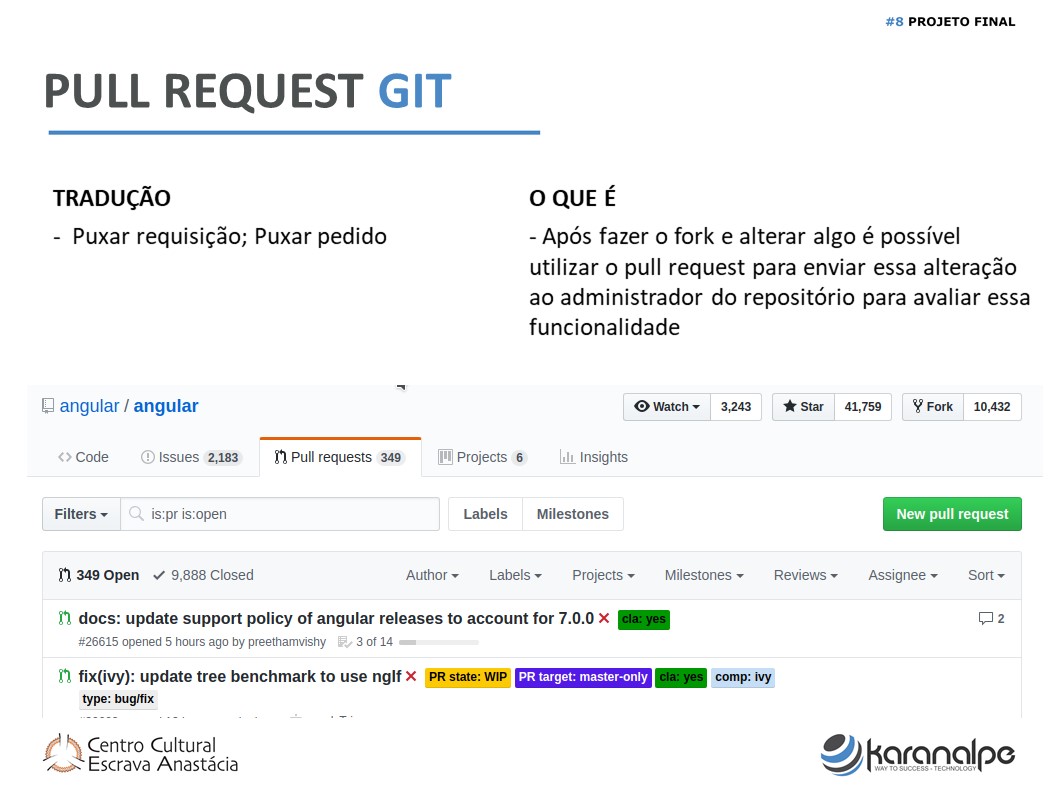 #8 PROJETO FINAL
PULL REQUEST GIT
TRADUÇÃO
- Puxar requisição; Puxar pedido
O QUE É
- Após fazer o fork e alterar algo é possível
utilizar o pull request para enviar essa alteração
ao administrador do repositório para avaliar essa
funcionalidade
angular / angular
Watch 3,243 Star 41,759 Fork 10,432
Code Issues 2,183 Pull requests 349 Projects 6 Insights
Filters is:pr is:open Labels Milestones New pull request
349 Open 9,888 Closed Author Labels Projects Milestones Reviews Assignee Sort
docs: update support policy of angular releases to account for 7.0.0 cla: yes 2
#26615 opened 5 hours ago by preethamvishy 3 of 14
fix(ivy): update tree benchmark to use ngIf PR state: WIP PR target: master-only cla: yes comp: ivy
type: bug/fix
Centro Cultural
Escrava Anastácia
karanalpe
WAY TO SUCCESS - TECHNOLOGY